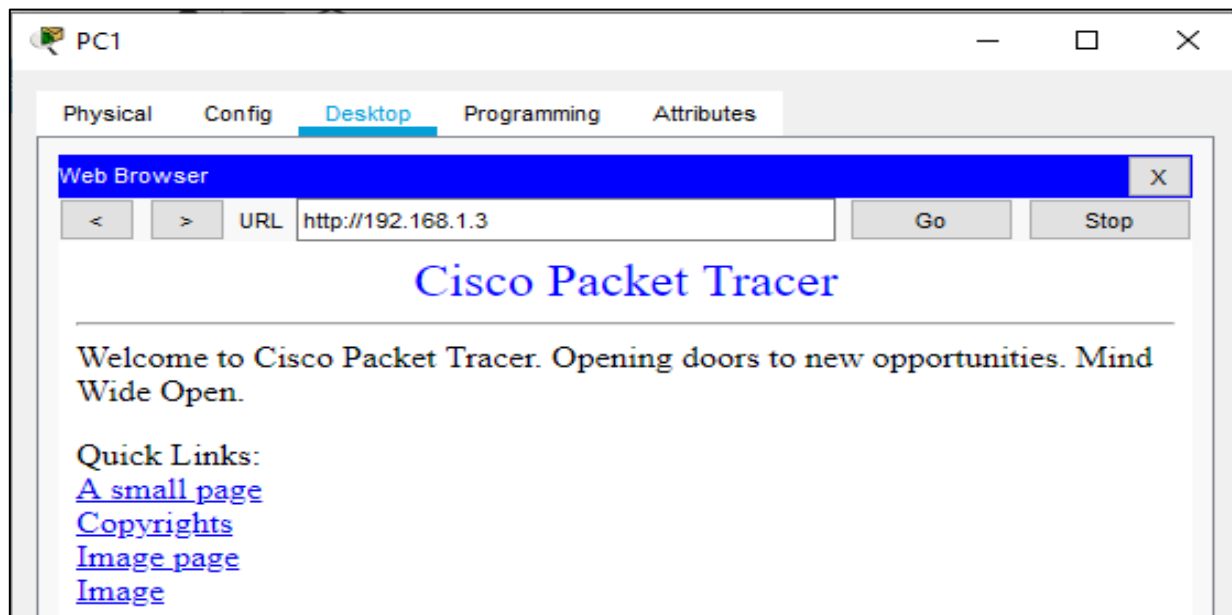 PC1
Physical Config Desktop Programming Attributes
Web Browser X
< > URL http://192.168.1.3 Go Stop
Cisco Packet Tracer
Welcome to Cisco Packet Tracer. Opening doors to new opportunities. Mind
Wide Open.
Quick Links:
A small page
Copyrights
Image page
Image